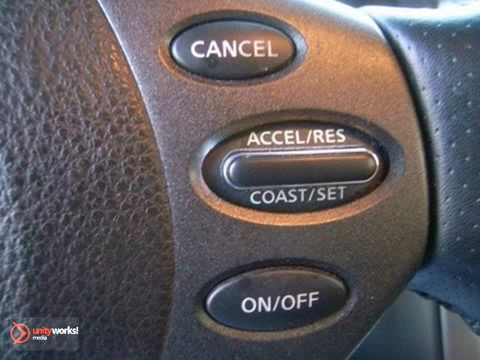 CANCEL
ACCEL/RES
COAST/SET
ON/OFF
unityworks!
media